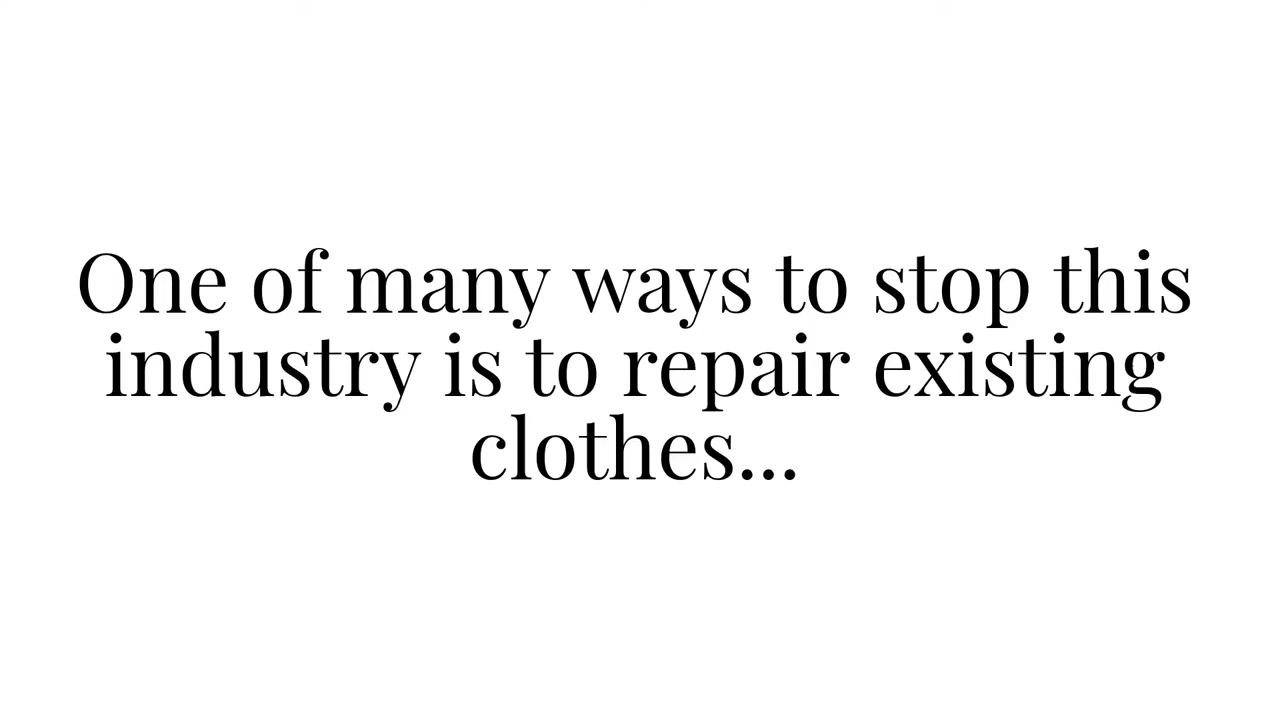 One of many ways to stop this
industry is to repair existing
clothes...